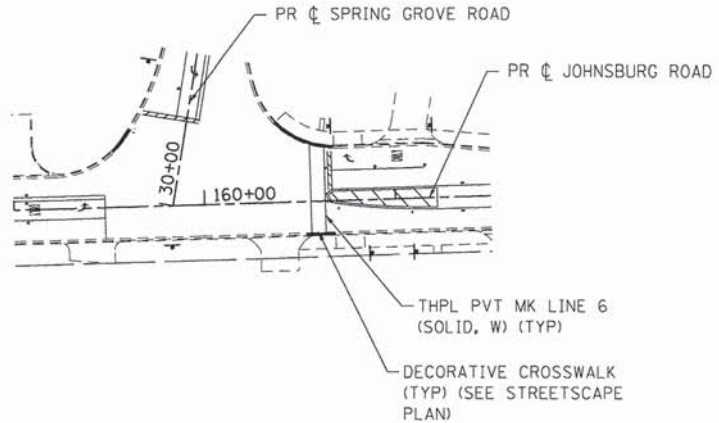 PR ℄ SPRING GROVE ROAD
PR ℄ JOHNSBURG ROAD
30+00
160+00
ONLY
THPL PVT MK LINE 6
(SOLID, W) (TYP)
DECORATIVE CROSSWALK
(TYP) (SEE STREETSCAPE
PLAN)